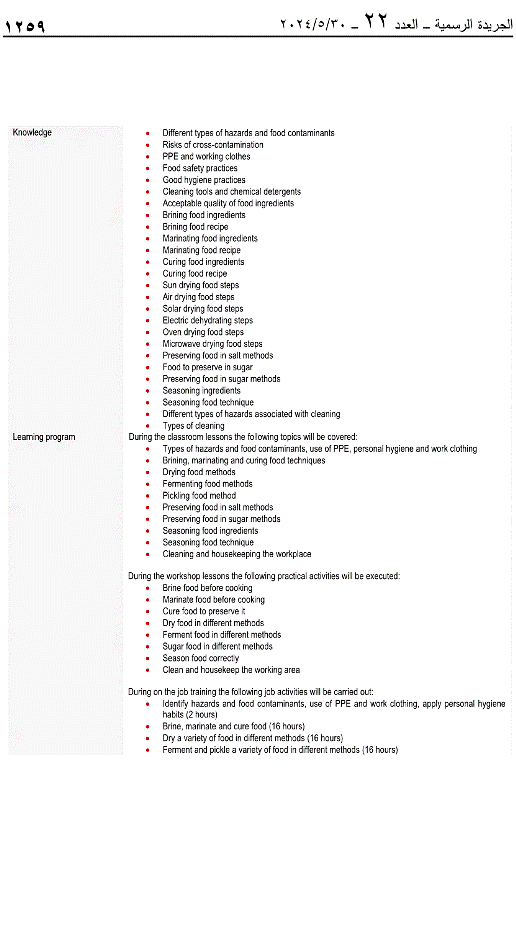 الجريدة الرسمية – العدد ٢٢ – ٢٠٢٤/٥/٣٠
١٢٥٩
Knowledge
• Different types of hazards and food contaminants
• Risks of cross-contamination
• PPE and working clothes
• Food safety practices
• Good hygiene practices
• Cleaning tools and chemical detergents
• Acceptable quality of food ingredients
• Brining food ingredients
• Brining food recipe
• Marinating food ingredients
• Marinating food recipe
• Curing food ingredients
• Curing food recipe
• Sun drying food steps
• Air drying food steps
• Solar drying food steps
• Electric dehydrating steps
• Oven drying food steps
• Microwave drying food steps
• Preserving food in salt methods
• Food to preserve in sugar
• Preserving food in sugar methods
• Seasoning ingredients
• Seasoning food technique
• Different types of hazards associated with cleaning
• Types of cleaning
Learning program
During the classroom lessons the following topics will be covered:
• Types of hazards and food contaminants, use of PPE, personal hygiene and work clothing
• Brining, marinating and curing food techniques
• Drying food methods
• Fermenting food methods
• Pickling food method
• Preserving food in salt methods
• Preserving food in sugar methods
• Seasoning food ingredients
• Seasoning food technique
• Cleaning and housekeeping the workplace
During the workshop lessons the following practical activities will be executed:
• Brine food before cooking
• Marinate food before cooking
• Cure food to preserve it
• Dry food in different methods
• Ferment food in different methods
• Sugar food in different methods
• Season food correctly
• Clean and housekeep the working area
During on the job training the following job activities will be carried out:
• Identify hazards and food contaminants, use of PPE and work clothing, apply personal hygiene
habits (2 hours)
• Brine, marinate and cure food (16 hours)
• Dry a variety of food in different methods (16 hours)
• Ferment and pickle a variety of food in different methods (16 hours)